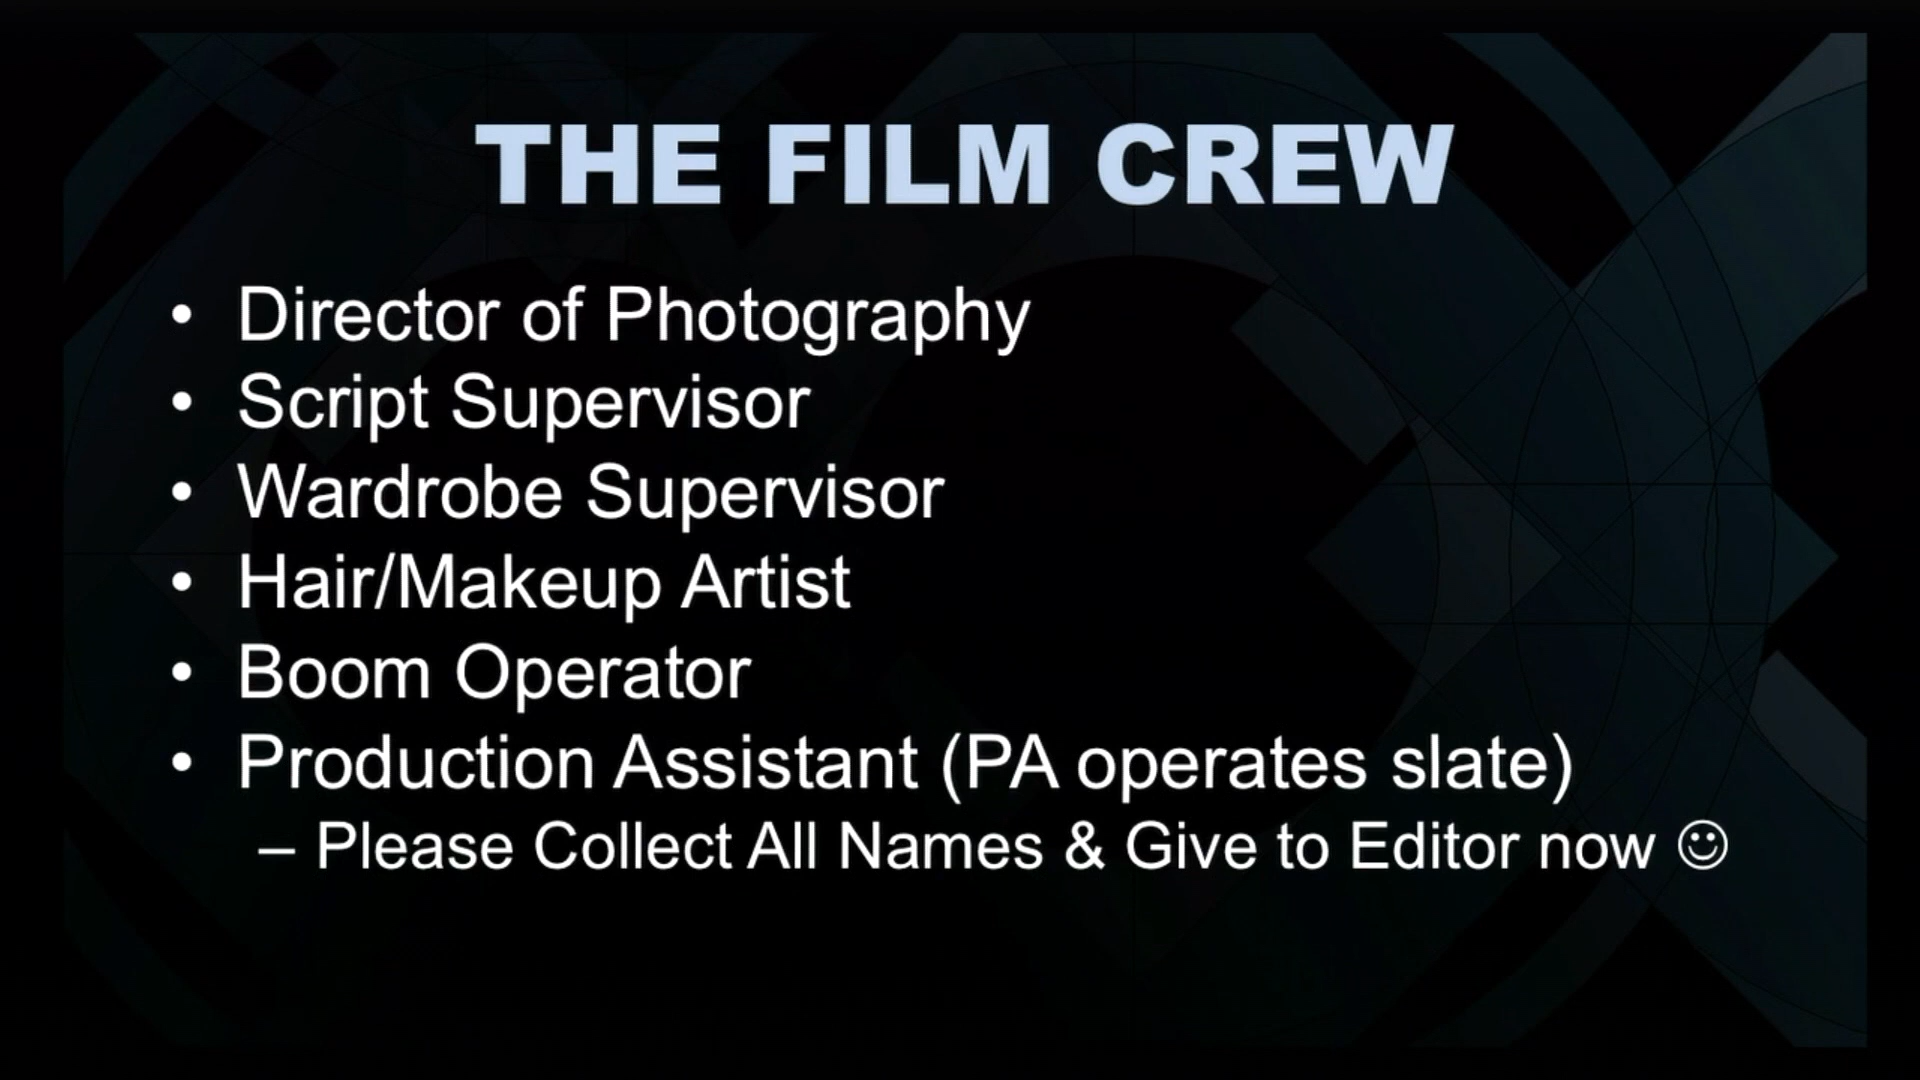 THE FILM CREW
• Director of Photography
• Script Supervisor
• Wardrobe Supervisor
• Hair/Makeup Artist
• Boom Operator
• Production Assistant (PA operates slate)
– Please Collect All Names & Give to Editor now ☺